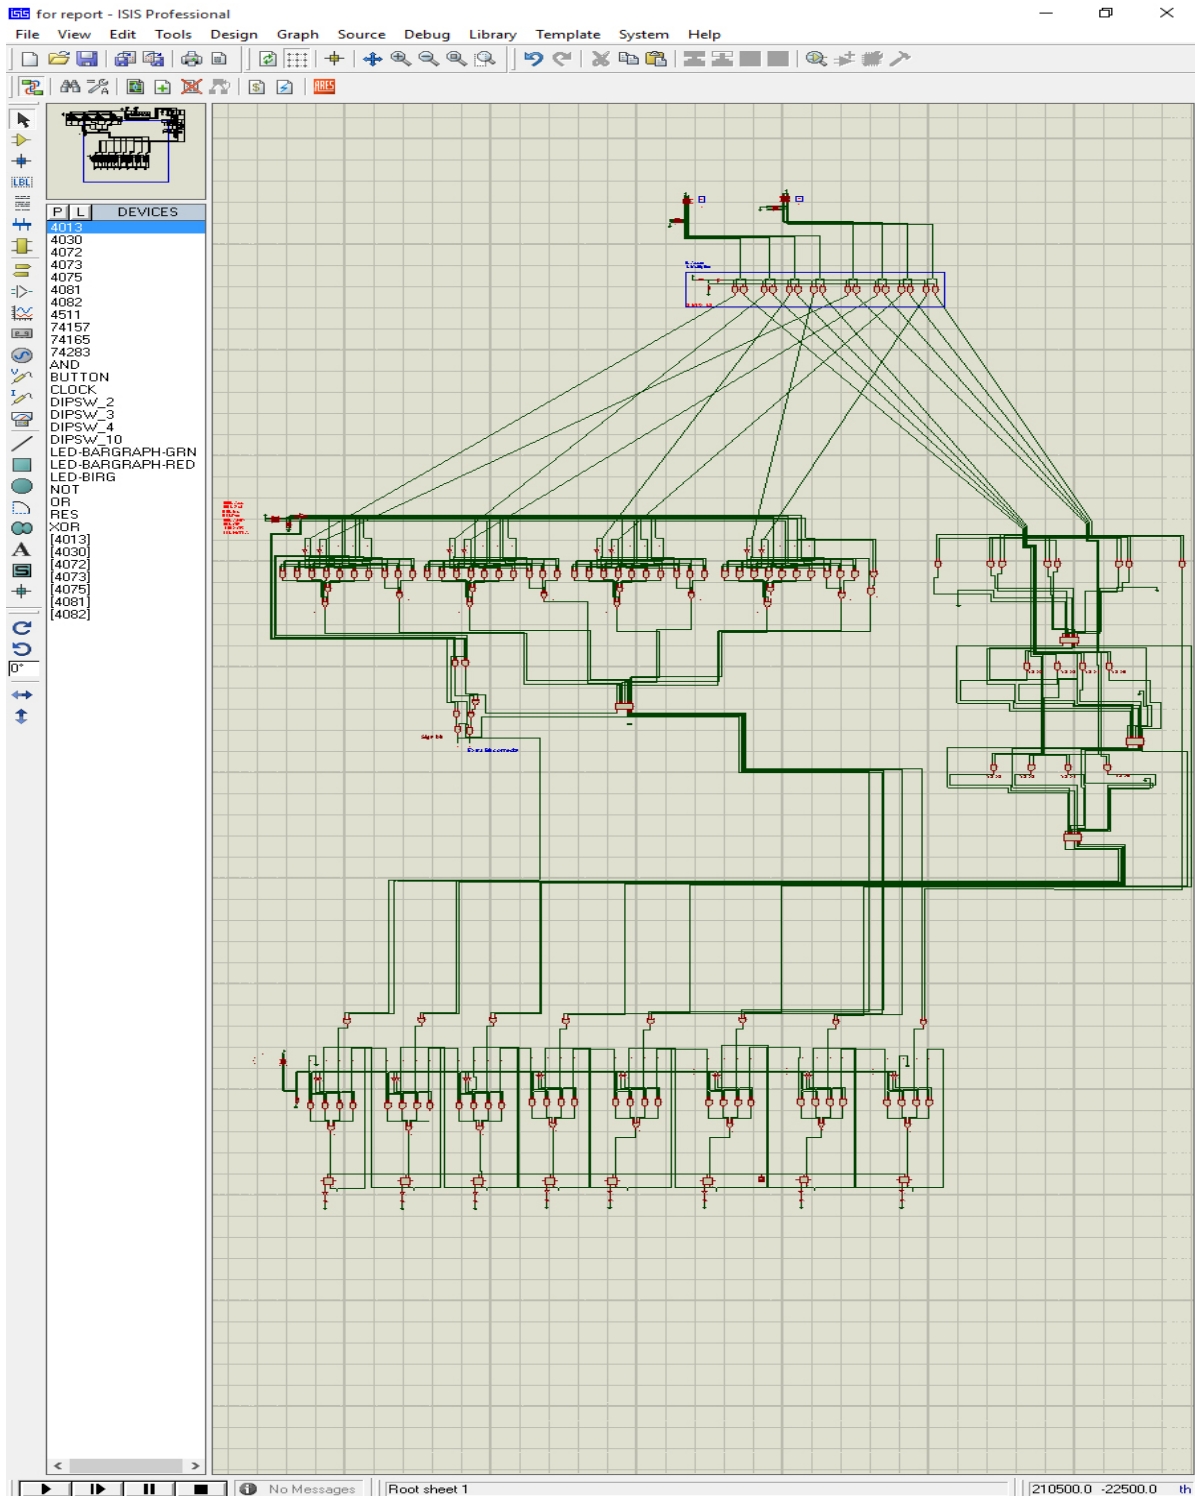 for report - ISIS Professional
File View Edit Tools Design Graph Source Debug Library Template System Help
ARES
LBL
P L DEVICES
4013
4030
4072
4073
4075
4081
4082
4511
74157
74165
74283
AND
BUTTON
CLOCK
DIPSW_2
DIPSW_3
DIPSW_4
DIPSW_10
LED-BARGRAPH-GRN
LED-BARGRAPH-RED
LED-BIRG
NOT
OR
RES
XOR
[4013]
[4030]
[4072]
[4073]
[4075]
[4081]
[4082]
A
S
0°
No Messages
Root sheet 1
210500.0 -22500.0 th